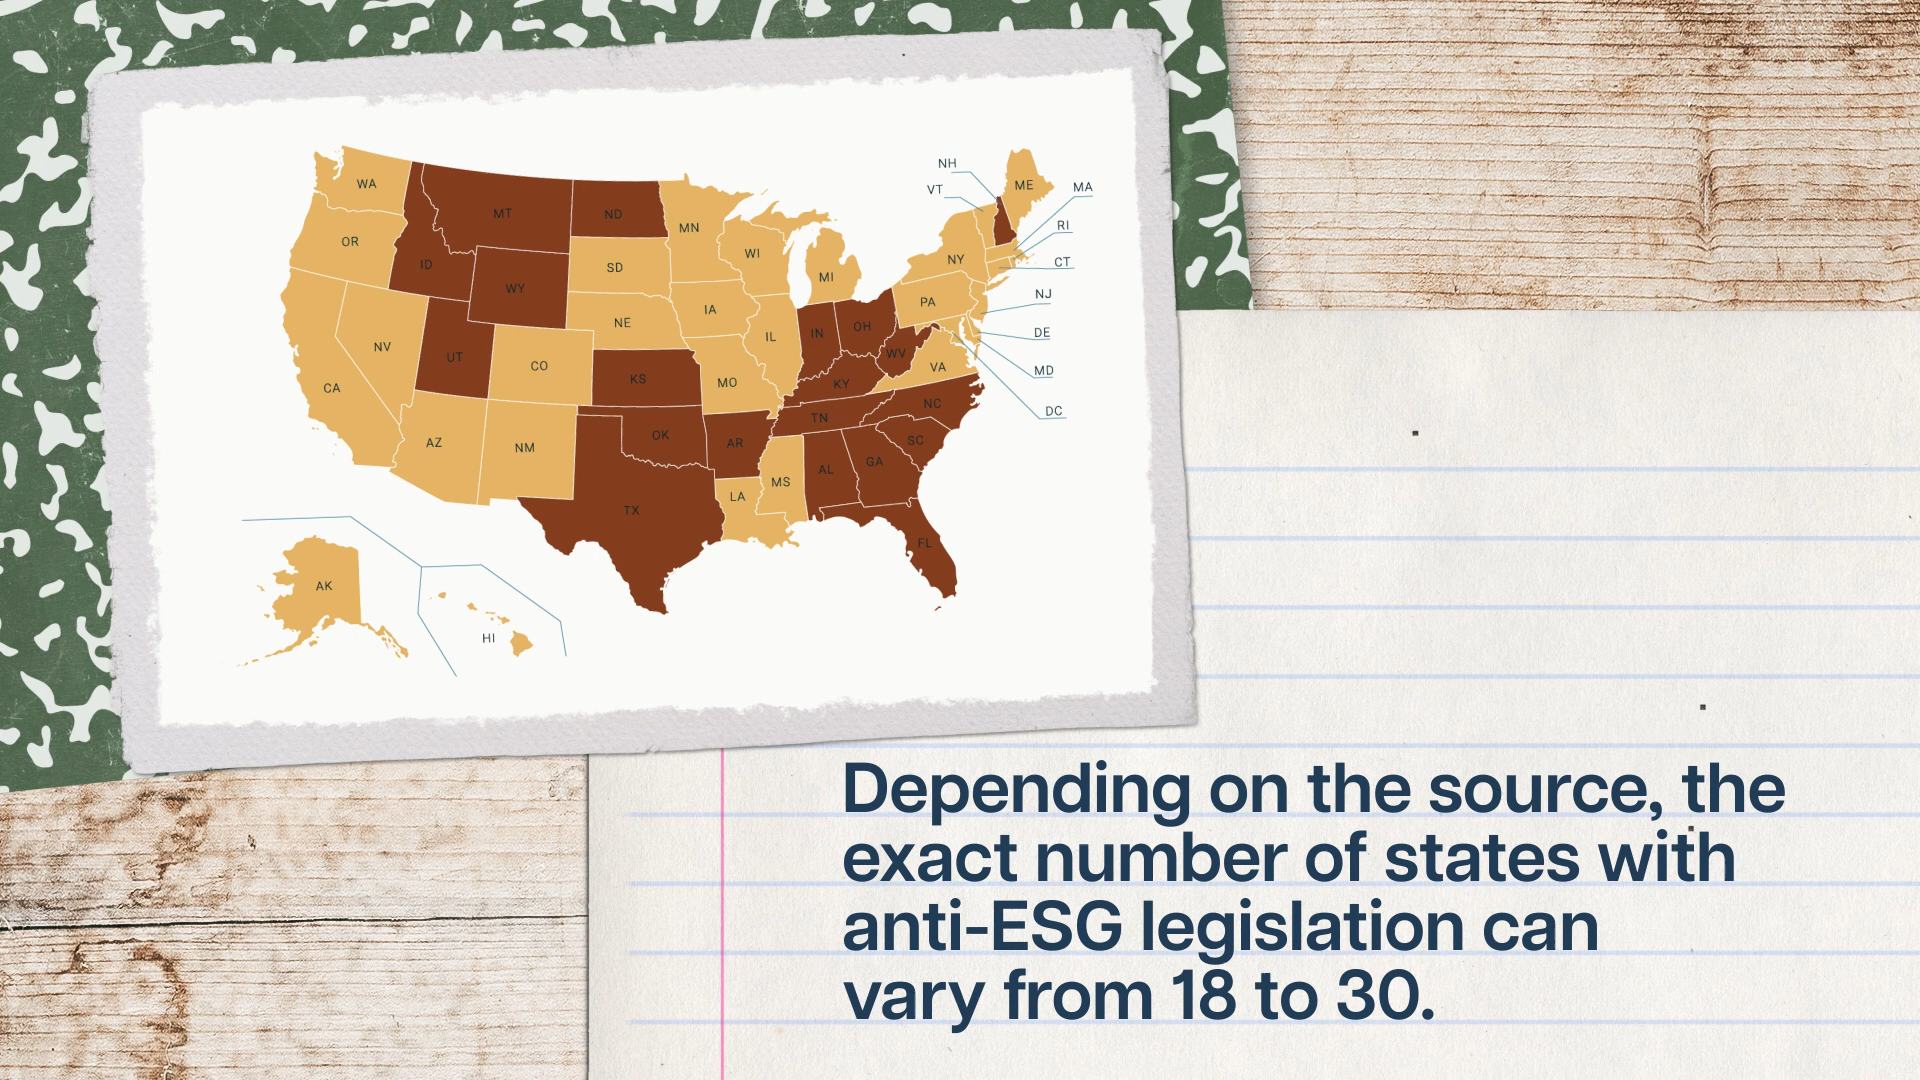 NH
ME
MA
VT
WA
RI
MT
ND
MN
OR
WI
NY
CT
ID
SD
MI
WY
NJ
PA
IA
NE
IN
OH
DE
IL
NV
UT
WV
CO
VA
MD
KS
MO
KY
CA
NC
DC
TN
OK
AR
SC
AZ
NM
GA
AL
MS
LA
TX
FL
AK
HI
Depending on the source, the
exact number of states with
anti-ESG legislation can
vary from 18 to 30.